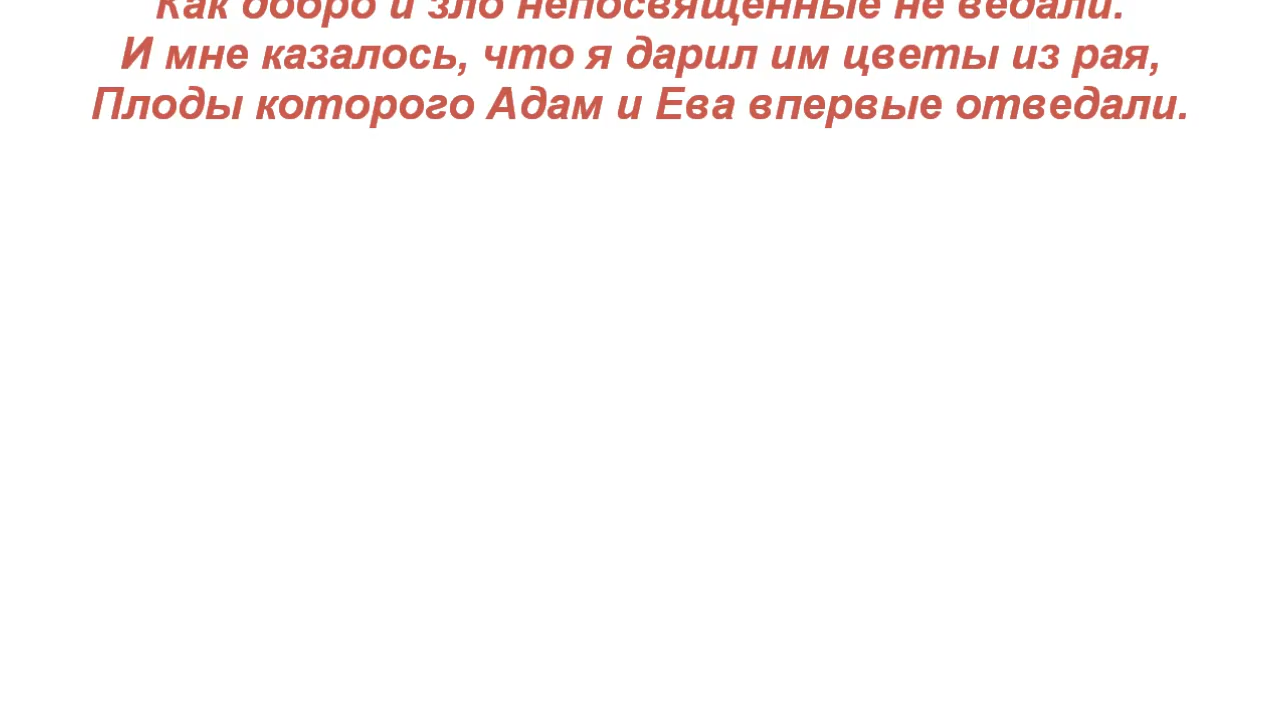 Как добро и зло непосвященные не ведали.
И мне казалось, что я дарил им цветы из рая,
Плоды которого Адам и Ева впервые отведали.